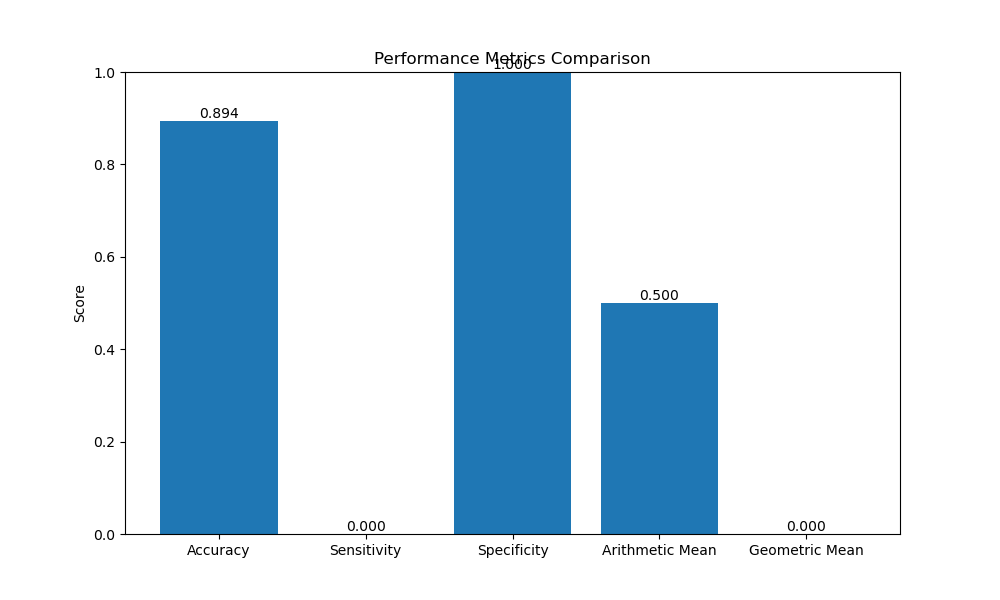 Performance Metrics Comparison
1.000
0.894
0.500
0.000
0.000
Score
1.0
0.8
0.6
0.4
0.2
0.0
Accuracy
Sensitivity
Specificity
Arithmetic Mean
Geometric Mean